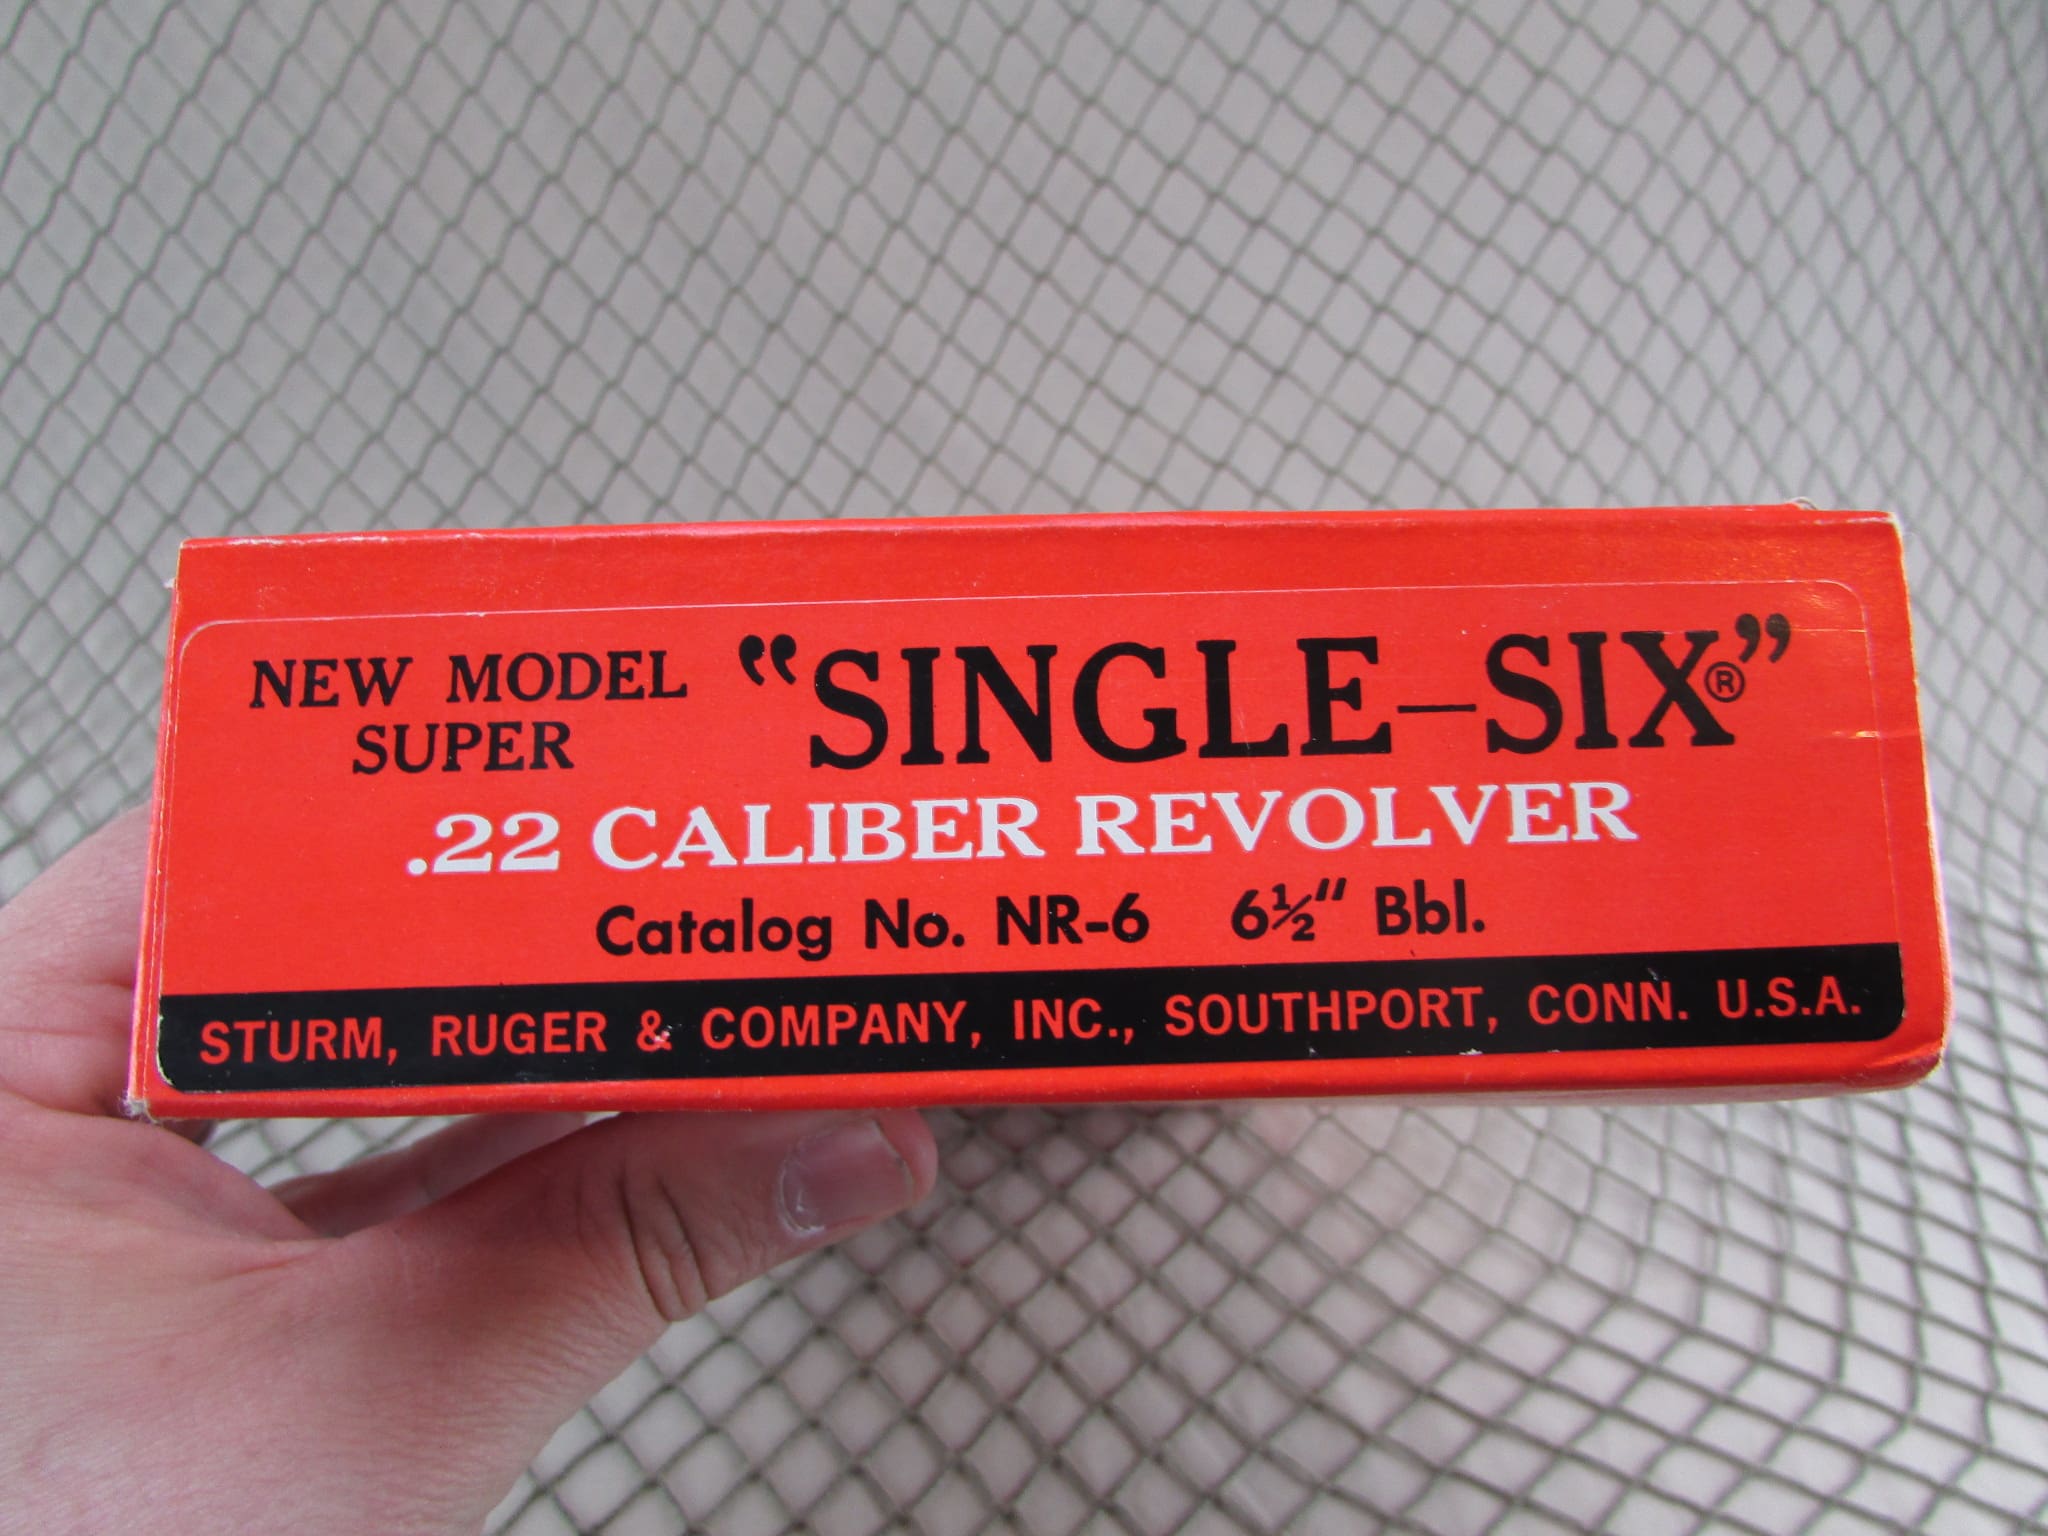 NEW MODEL SUPER “SINGLE–SIX®”
.22 CALIBER REVOLVER
Catalog No. NR-6 6½" Bbl.
STURM, RUGER & COMPANY, INC., SOUTHPORT, CONN. U.S.A.